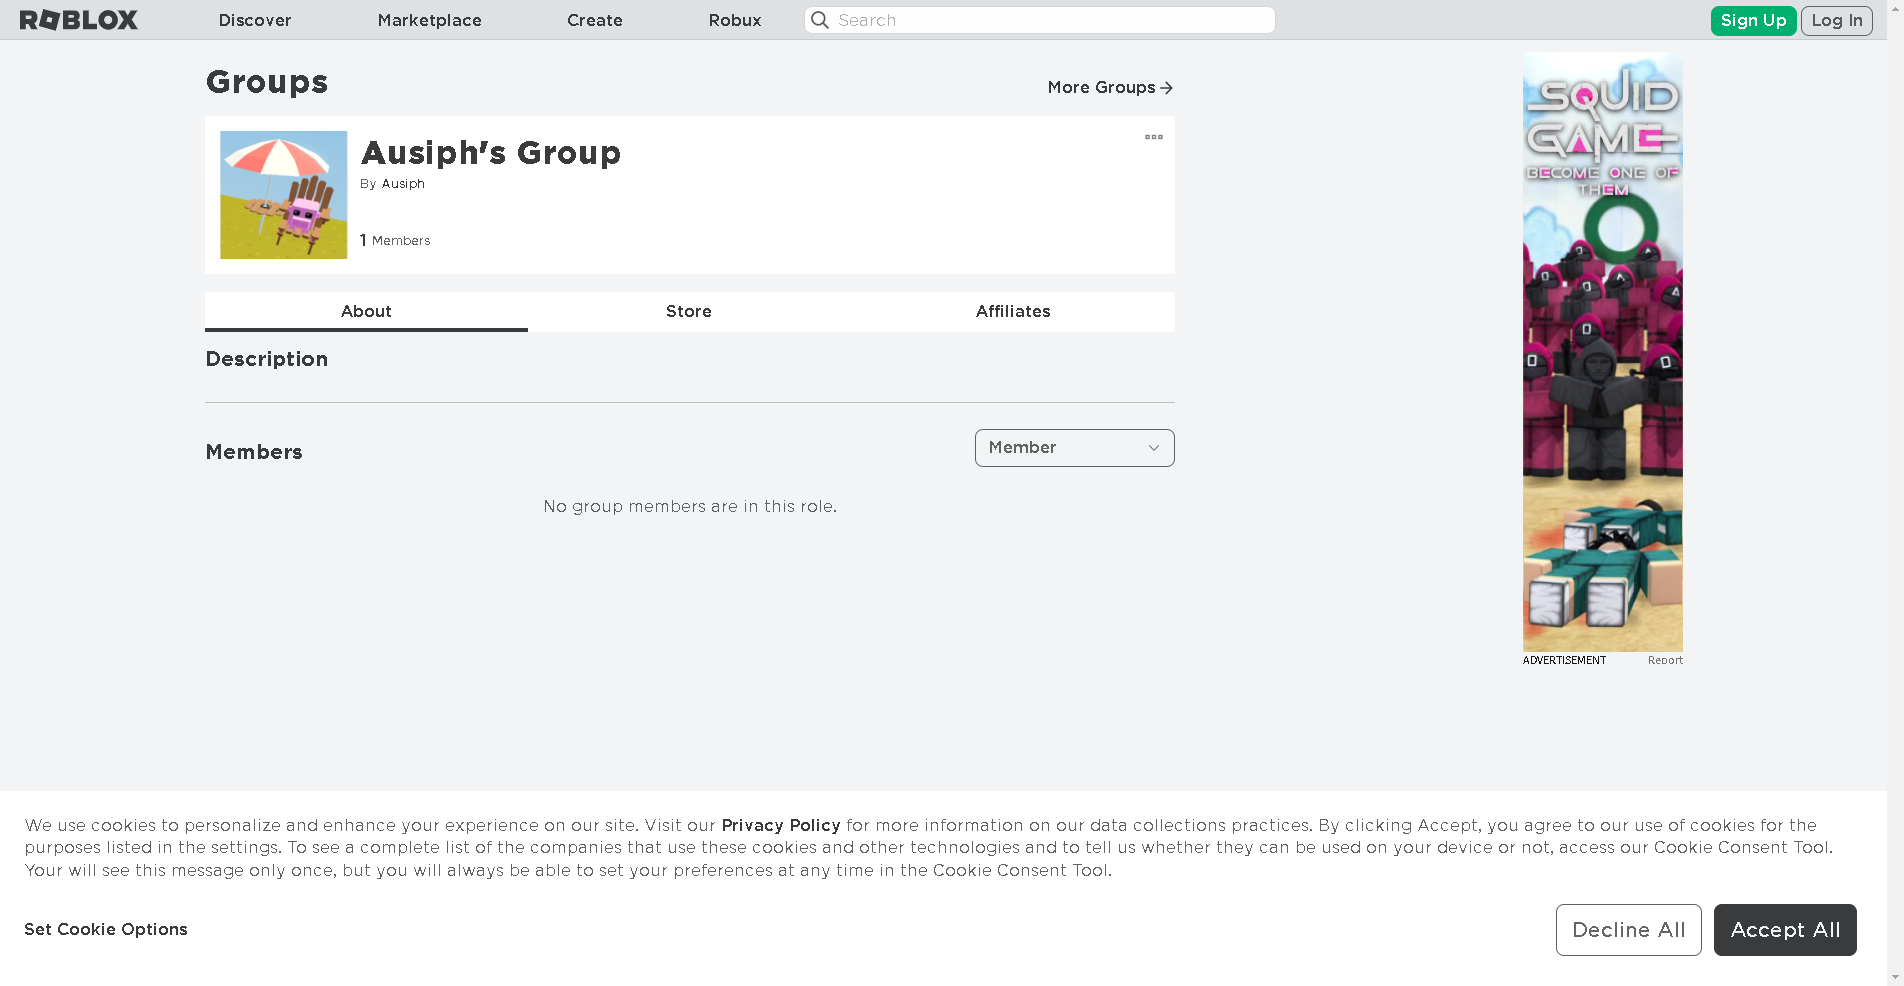 ROBLOX Discover Marketplace Create Robux Search Sign Up Log In
Groups
More Groups
Ausiph's Group
By Ausiph
1 Members
About Store Affiliates
Description
Members
Member
No group members are in this role.
SQUID
GAME
BECOME ONE OF
THEM
ADVERTISEMENT Report
We use cookies to personalize and enhance your experience on our site. Visit our Privacy Policy for more information on our data collections practices. By clicking Accept, you agree to our use of cookies for the
purposes listed in the settings. To see a complete list of the companies that use these cookies and other technologies and to tell us whether they can be used on your device or not, access our Cookie Consent Tool.
Your will see this message only once, but you will always be able to set your preferences at any time in the Cookie Consent Tool.
Set Cookie Options
Decline All Accept All